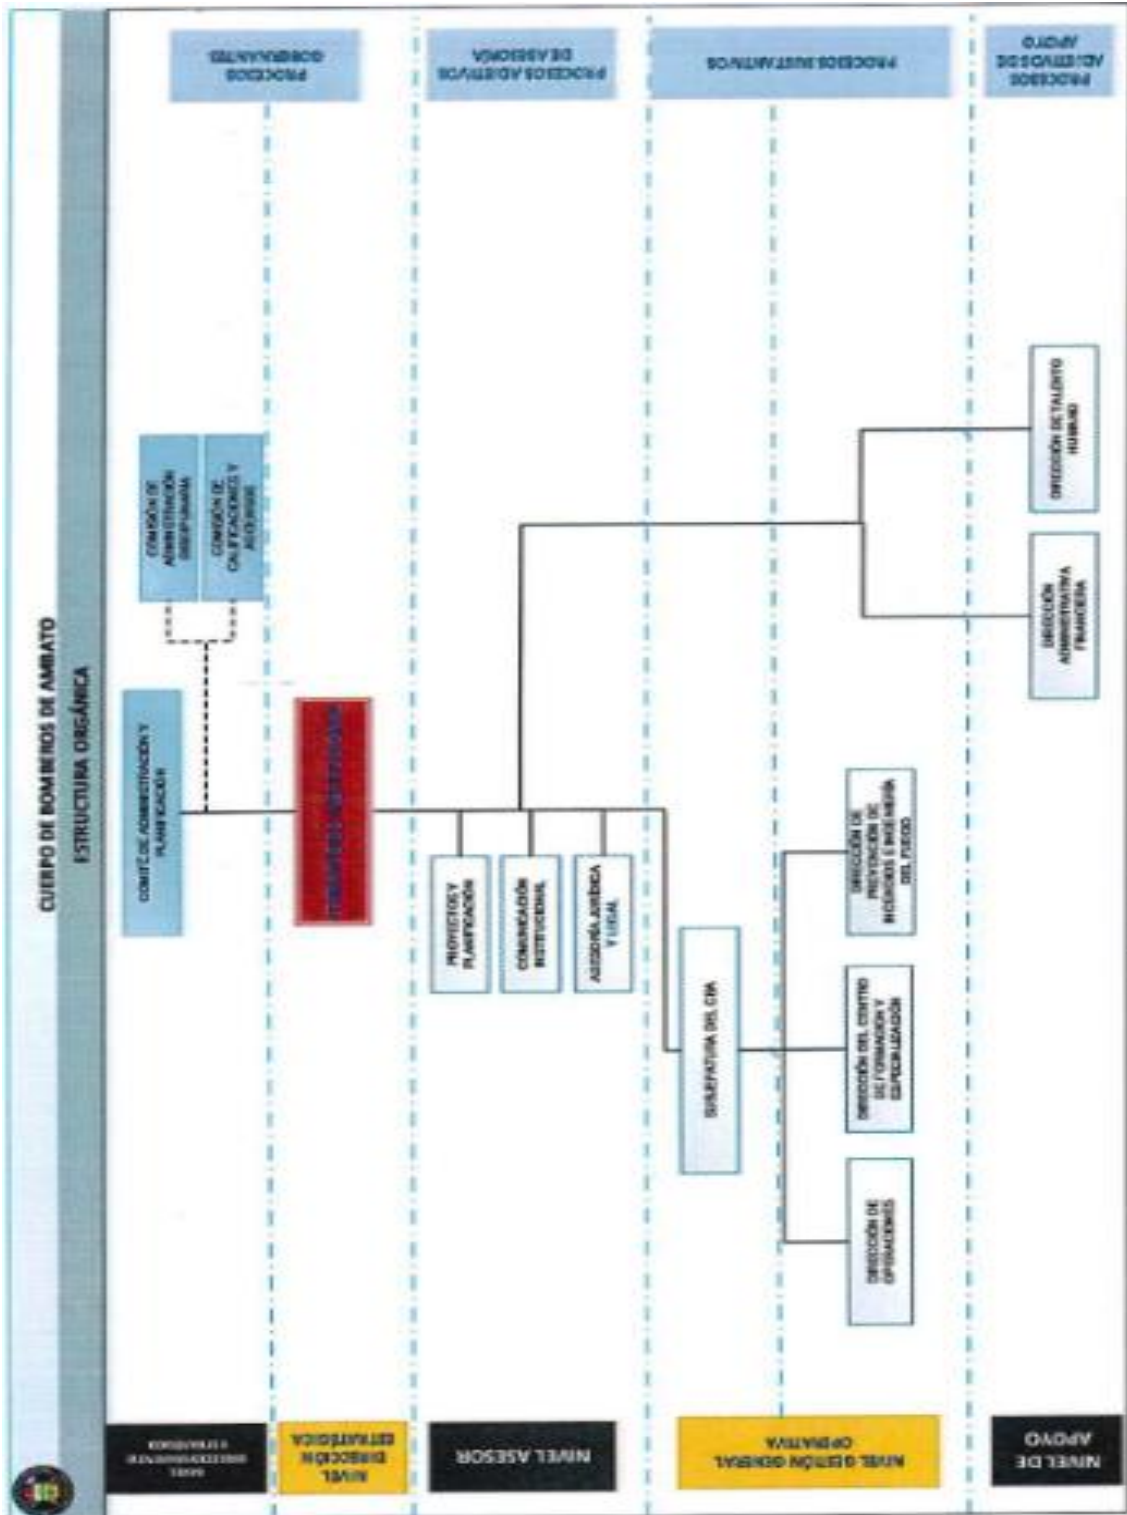 CUERPO DE BOMBEROS DE AMBATO
ESTRUCTURA ORGÁNICA
NIVEL
PROCESOS
GOBERNANTES
COMITÉ DE ADMINISTRACIÓN Y
PLANIFICACIÓN
COMISIÓN DE
ADMINISTRACIÓN
DISCIPLINARIA
COMISIÓN DE
CALIFICACIONES Y
ASCENSOS
NIVEL
DIRECCIÓN
ESTRATÉGICA
NIVEL ASESOR
PROCESOS ADJETIVOS
DE ASESORÍA
PROYECTOS Y
PLANIFICACIÓN
COMUNICACIÓN
INSTITUCIONAL
ASESORÍA JURÍDICA
Y LEGAL
NIVEL GESTIÓN GENERAL
OPERATIVA
PROCESOS SUSTANTIVOS
SUBJEFATURA DEL CBA
DIRECCIÓN DE
OPERACIONES
DIRECCIÓN DEL CENTRO
DE FORMACIÓN Y
ESPECIALIZACIÓN
DIRECCIÓN DE
PREVENCIÓN DE
INCENDIOS E INGENIERÍA
DEL FUEGO
NIVEL DE
APOYO
PROCESOS
ADJETIVOS DE
APOYO
DIRECCIÓN
ADMINISTRATIVA
FINANCIERA
DIRECCIÓN DE TALENTO
HUMANO